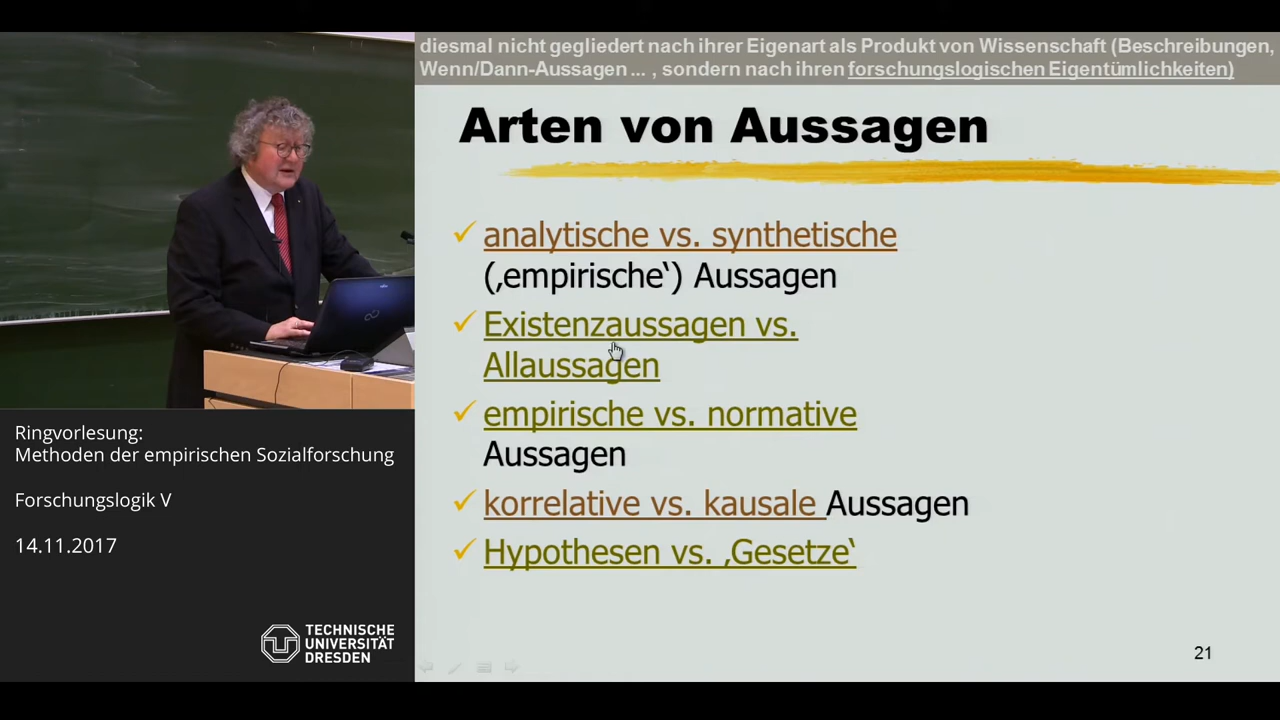 diesmal nicht gegliedert nach ihrer Eigenart als Produkt von Wissenschaft (Beschreibungen,
Wenn/Dann-Aussagen ... , sondern nach ihren forschungslogischen Eigentümlichkeiten)
Arten von Aussagen
analytische vs. synthetische
(‚empirische‘) Aussagen
Existenzaussagen vs.
Allaussagen
empirische vs. normative
Aussagen
korrelative vs. kausale Aussagen
Hypothesen vs. ‚Gesetze‘
21
Ringvorlesung:
Methoden der empirischen Sozialforschung
Forschungslogik V
14.11.2017
TECHNISCHE
UNIVERSITÄT
DRESDEN